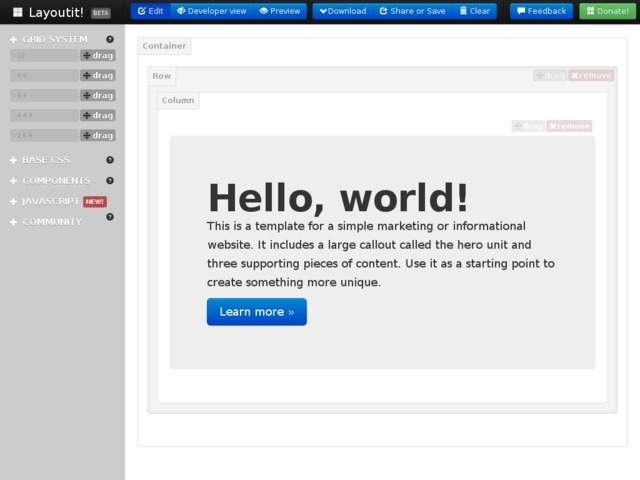 Layoutit! BETA Edit Developer view Preview Download Share or Save Clear Feedback Donate!
GRID SYSTEM
12 drag
6 6 drag
8 4 drag
4 4 4 drag
2 6 4 drag
BASE CSS
COMPONENTS
JAVASCRIPT NEW!
COMMUNITY
Container
Row drag remove
Column
drag remove
Hello, world!
This is a template for a simple marketing or informational
website. It includes a large callout called the hero unit and
three supporting pieces of content. Use it as a starting point to
create something more unique.
Learn more »